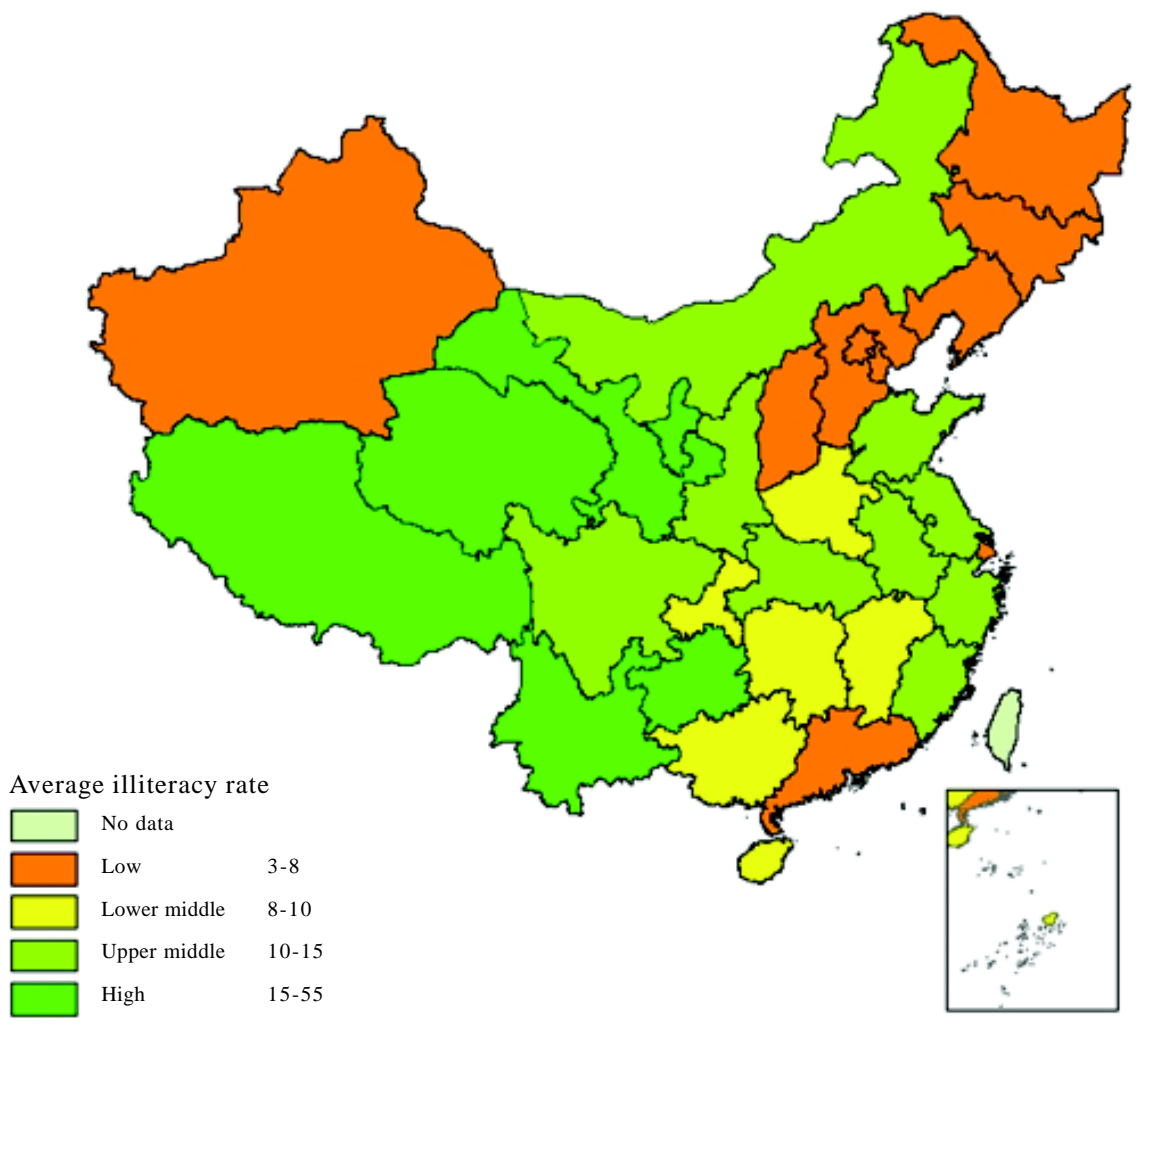 Average illiteracy rate
No data
Low 3-8
Lower middle 8-10
Upper middle 10-15
High 15-55